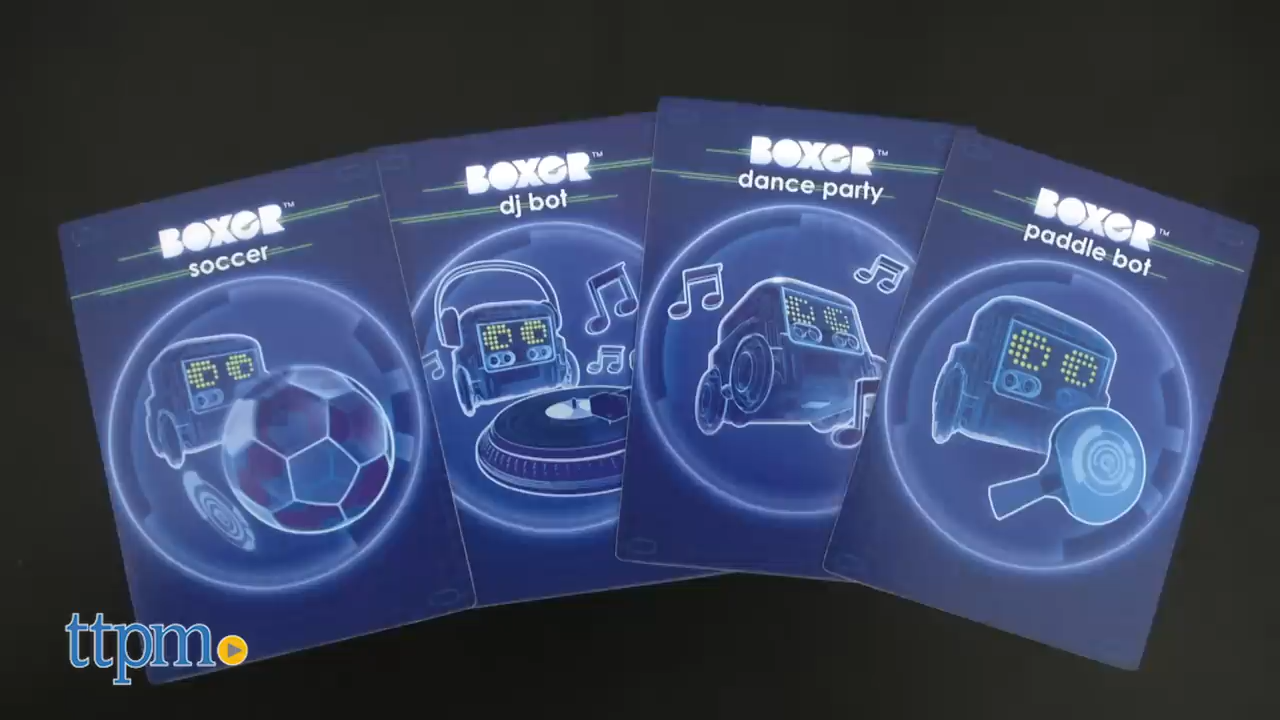 BOXER™
soccer
BOXER™
dj bot
BOXER™
dance party
BOXER™
paddle bot
ttpm